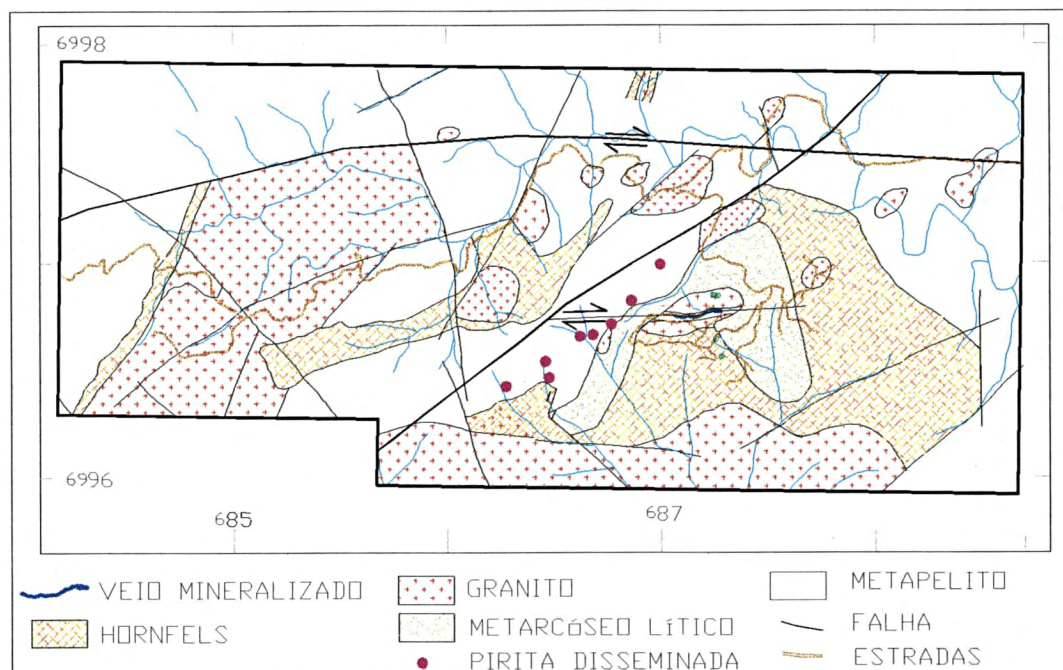 6998
6996
685
687
VEIO MINERALIZADO
GRANITO
METAPELITO
HORNFELS
METARCÓSEO LÍTICO
FALHA
PIRITA DISSEMINADA
ESTRADAS